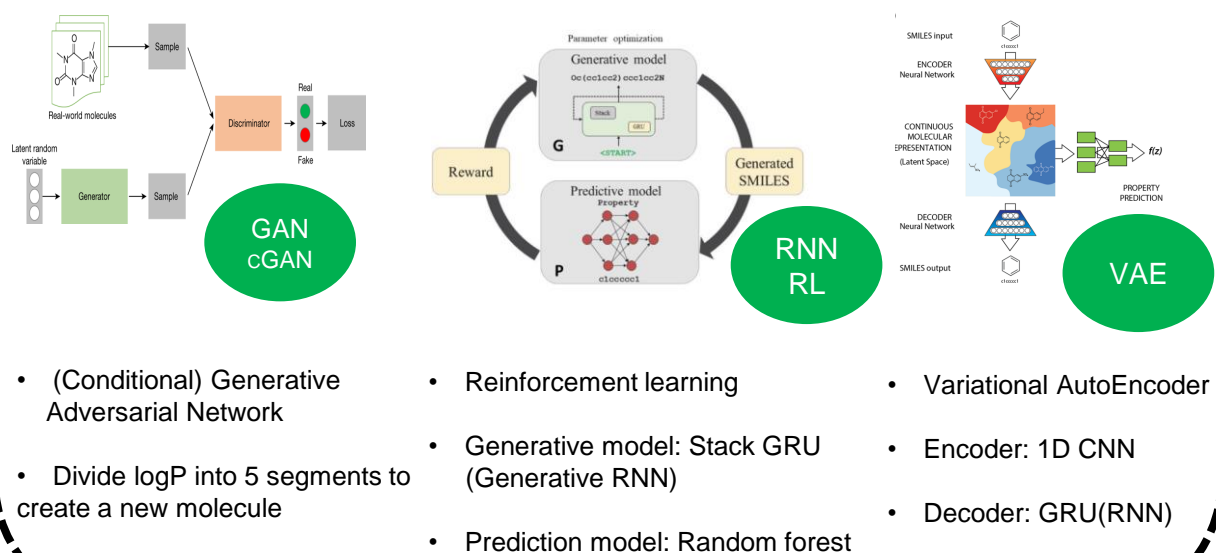 Real-world molecules
Sample
Latent random
variable
Generator
Sample
Discriminator
Real
Fake
Loss
GAN
cGAN
Parameter optimization
Generative model
Oc(cc1cc2)ccc1cc2N
Stack
GRU
G
<START>
Reward
Generated
SMILES
Predictive model
Property
P
c1ccccc1
RNN
RL
SMILES input
c1ccccc1
ENCODER
Neural Network
CONTINUOUS
MOLECULAR
EPRESENTATION
(Latent Space)
f(z)
PROPERTY
PREDICTION
DECODER
Neural Network
SMILES output
c1ccccc1
VAE
• (Conditional) Generative
Adversarial Network
• Divide logP into 5 segments to
create a new molecule
• Reinforcement learning
• Generative model: Stack GRU
(Generative RNN)
• Prediction model: Random forest
• Variational AutoEncoder
• Encoder: 1D CNN
• Decoder: GRU(RNN)